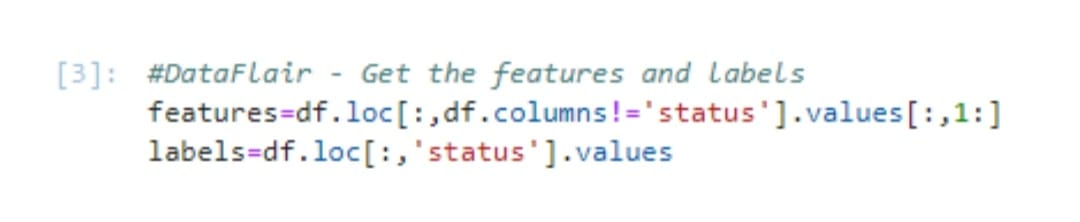 [3]: #DataFlair - Get the features and labels
features=df.loc[:,df.columns!='status'].values[:,1:]
labels=df.loc[:,'status'].values